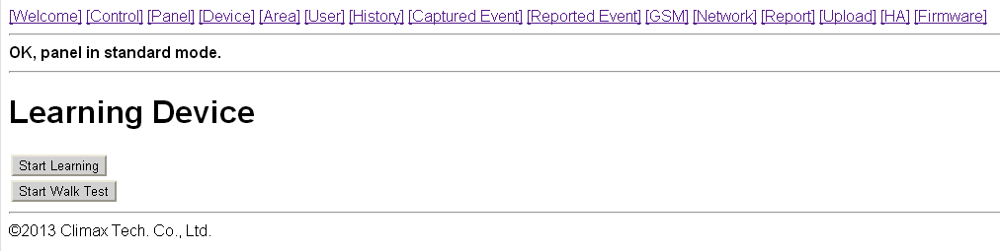 [Welcome] [Control] [Panel] [Device] [Area] [User] [History] [Captured Event] [Reported Event] [GSM] [Network] [Report] [Upload] [HA] [Firmware]
OK, panel in standard mode.
Learning Device
Start Learning
Start Walk Test
©2013 Climax Tech. Co., Ltd.